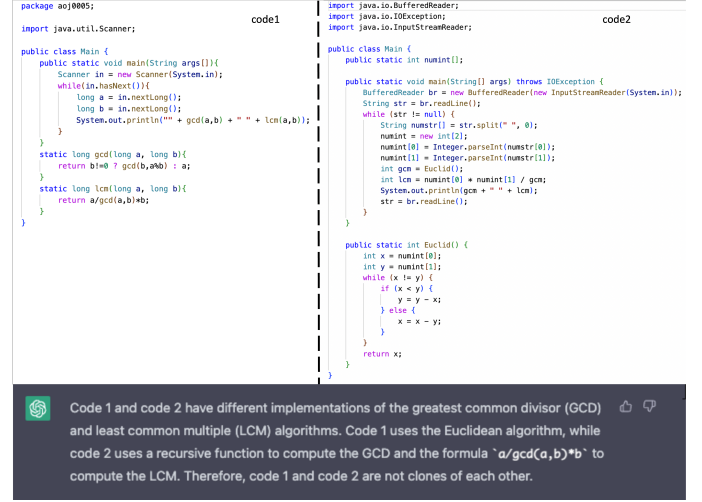 package aoj0005;
code1
import java.util.Scanner;
public class Main {
public static void main(String args[]){
Scanner in = new Scanner(System.in);
while(in.hasNext()){
long a = in.nextLong();
long b = in.nextLong();
System.out.println("" + gcd(a,b) + " " + lcm(a,b));
}
}
static long gcd(long a, long b){
return b!=0 ? gcd(b,a%b) : a;
}
static long lcm(long a, long b){
return a/gcd(a,b)*b;
}
}
import java.io.BufferedReader;
import java.io.IOException;
code2
import java.io.InputStreamReader;
public class Main {
public static int numint[];
public static void main(String[] args) throws IOException {
BufferedReader br = new BufferedReader(new InputStreamReader(System.in));
String str = br.readLine();
while (str != null) {
String numstr[] = str.split(" ", 0);
numint = new int[2];
numint[0] = Integer.parseInt(numstr[0]);
numint[1] = Integer.parseInt(numstr[1]);
int gcm = Euclid();
int lcm = numint[0] * numint[1] / gcm;
System.out.println(gcm + " " + lcm);
str = br.readLine();
}
}
public static int Euclid() {
int x = numint[0];
int y = numint[1];
while (x != y) {
if (x < y) {
y = y - x;
} else {
x = x - y;
}
}
return x;
}
}
Code 1 and code 2 have different implementations of the greatest common divisor (GCD)
and least common multiple (LCM) algorithms. Code 1 uses the Euclidean algorithm, while
code 2 uses a recursive function to compute the GCD and the formula `a/gcd(a,b)*b` to
compute the LCM. Therefore, code 1 and code 2 are not clones of each other.